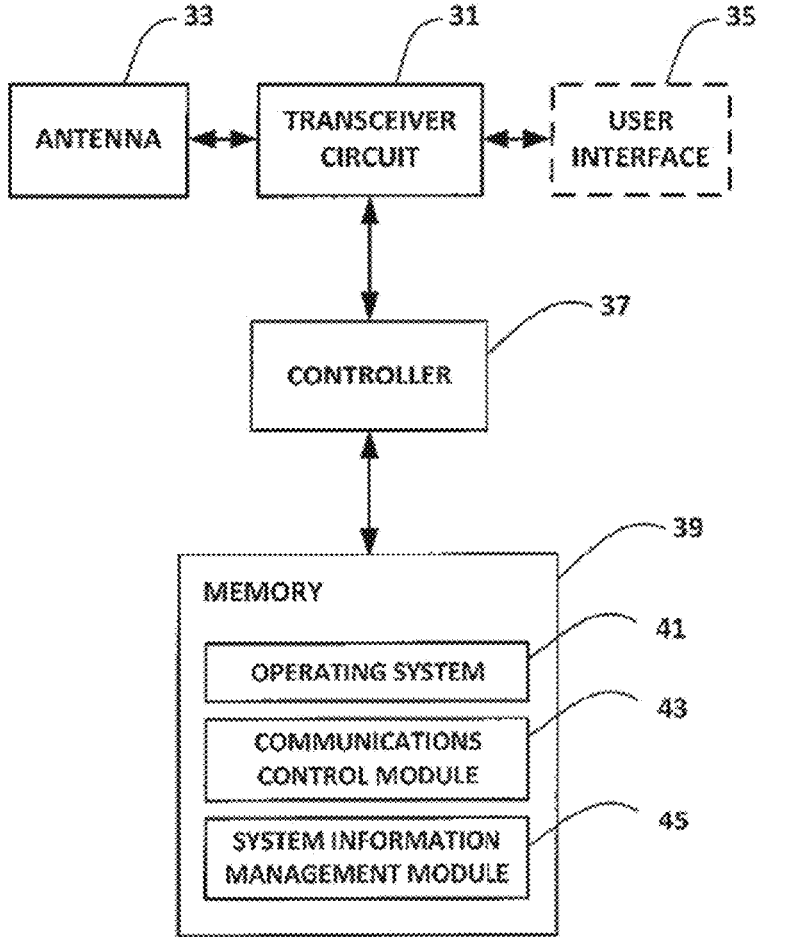 33
31
35
ANTENNA
TRANSCEIVER
CIRCUIT
USER
INTERFACE
37
CONTROLLER
39
MEMORY
41
OPERATING SYSTEM
43
COMMUNICATIONS
CONTROL MODULE
45
SYSTEM INFORMATION
MANAGEMENT MODULE